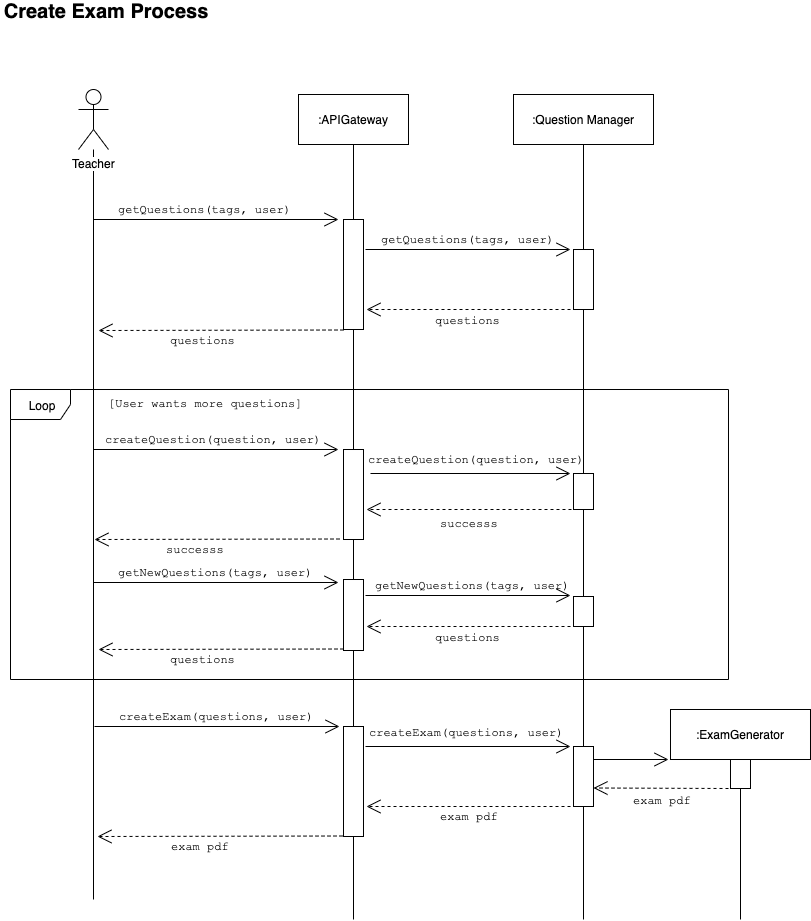 Create Exam Process
:APIGateway
:Question Manager
Teacher
getQuestions(tags, user)
getQuestions(tags, user)
questions
questions
Loop
[User wants more questions]
createQuestion(question, user)
createQuestion(question, user)
successs
successs
getNewQuestions(tags, user)
getNewQuestions(tags, user)
questions
questions
createExam(questions, user)
createExam(questions, user)
:ExamGenerator
exam pdf
exam pdf
exam pdf